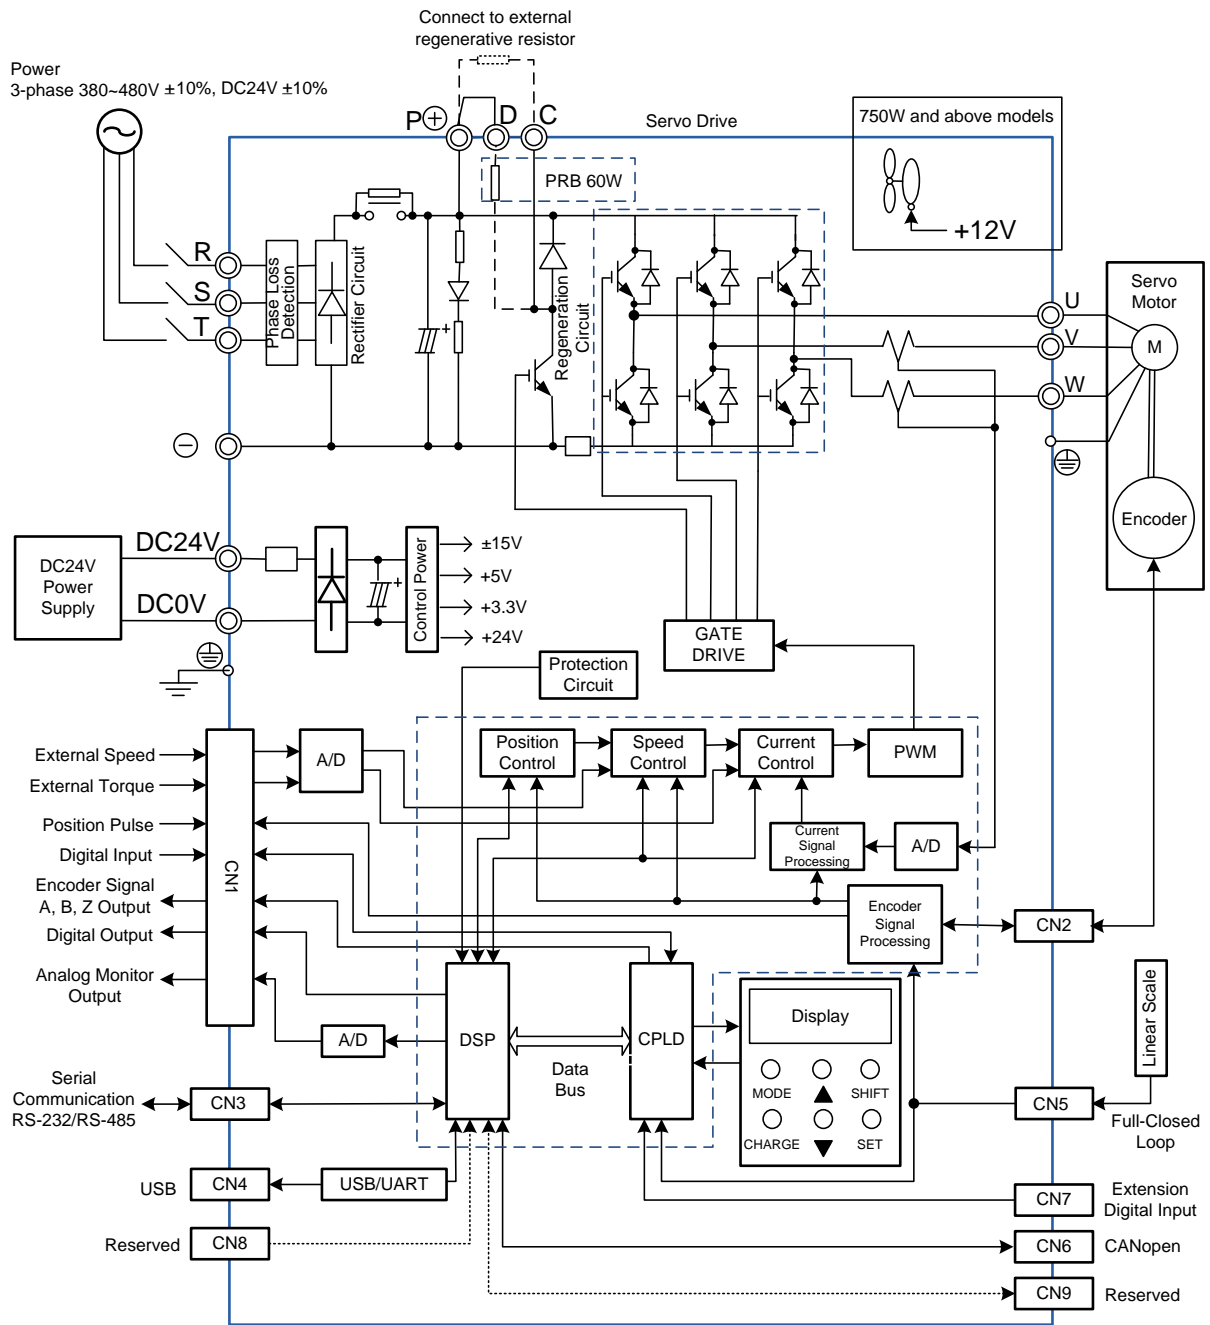 Connect to external
regenerative resistor
Power
3-phase 380~480V ±10%, DC24V ±10%
P⊕
D
C
Servo Drive
750W and above models
PRB 60W
+12V
R
S
T
Phase Loss
Detection
Rectifier Circuit
+
Regeneration
Circuit
U
V
W
Servo
Motor
M
Encoder
DC24V
Power
Supply
DC24V
DC0V
+
Control Power
±15V
+5V
+3.3V
+24V
GATE
DRIVE
Protection
Circuit
External Speed
External Torque
Position Pulse
Digital Input
Encoder Signal
A, B, Z Output
Digital Output
Analog Monitor
Output
CN1
A/D
Position
Control
Speed
Control
Current
Control
PWM
Current
Signal
Processing
A/D
Encoder
Signal
Processing
CN2
A/D
DSP
Data
Bus
CPLD
Display
MODE
▲
SHIFT
CHARGE
▼
SET
Linear Scale
CN5
Full-Closed
Loop
Serial
Communication
RS-232/RS-485
CN3
USB
CN4
USB/UART
Reserved
CN8
CN7
Extension
Digital Input
CN6
CANopen
CN9
Reserved